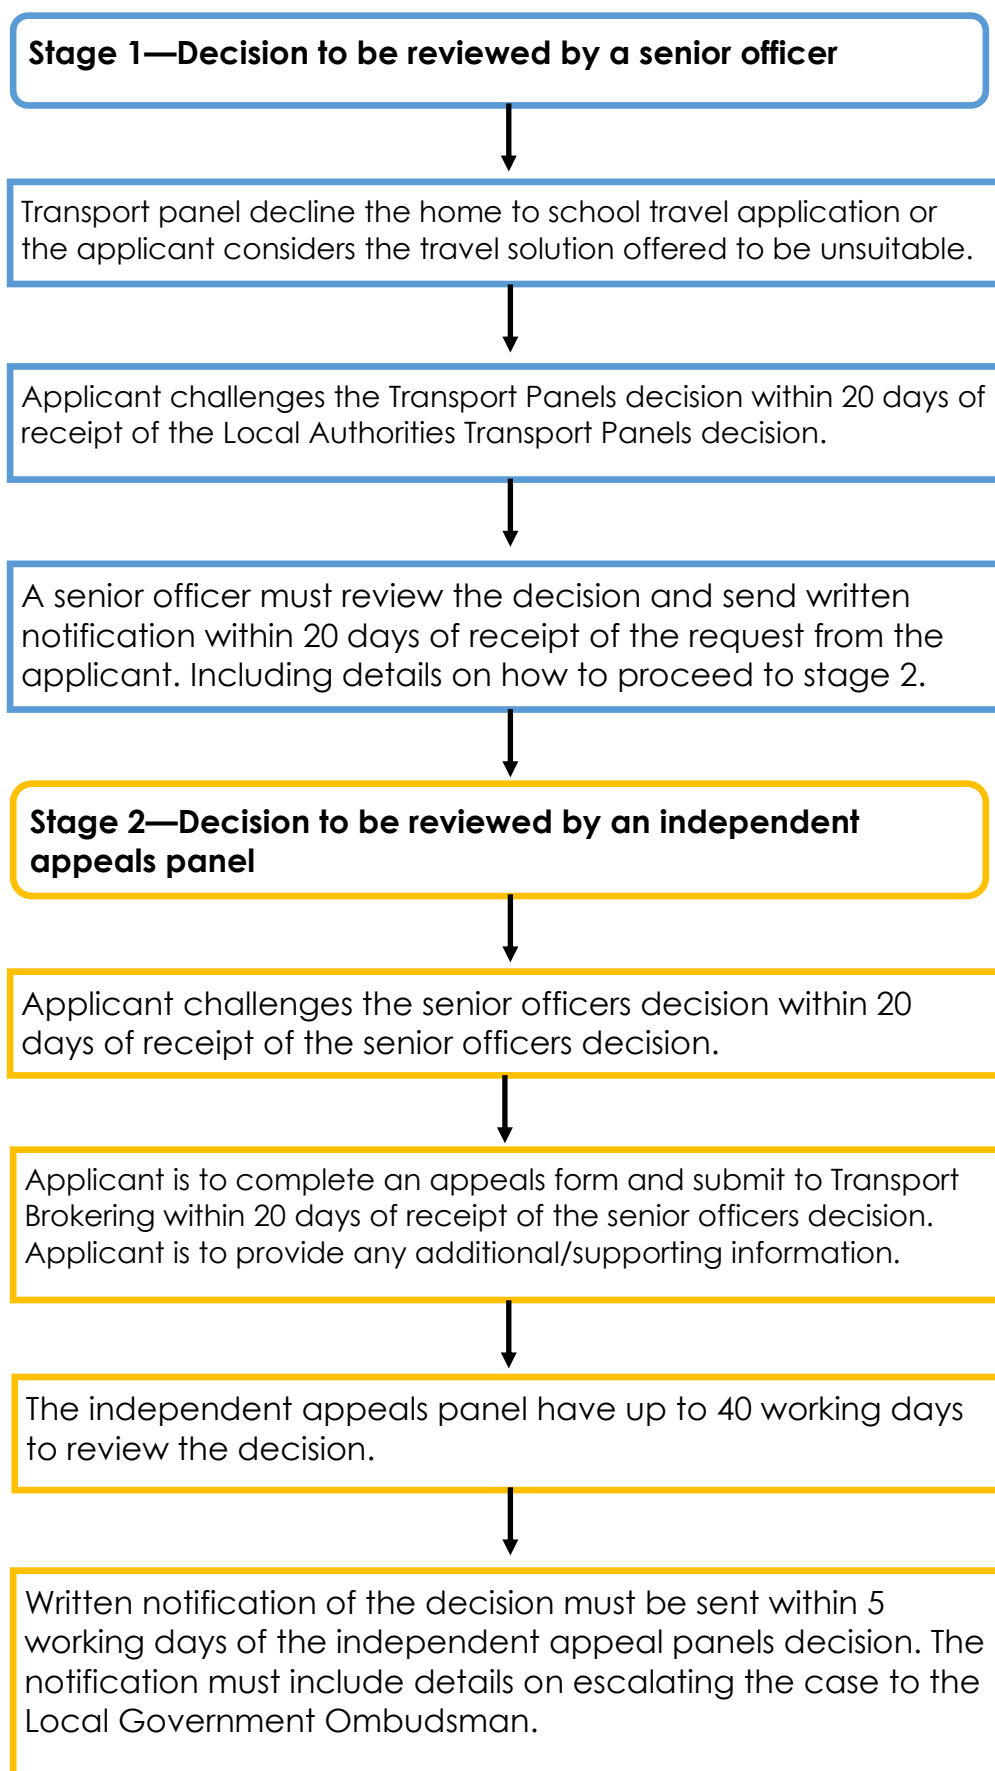 Stage 1—Decision to be reviewed by a senior officer
Transport panel decline the home to school travel application or
the applicant considers the travel solution offered to be unsuitable.
Applicant challenges the Transport Panels decision within 20 days of
receipt of the Local Authorities Transport Panels decision.
A senior officer must review the decision and send written
notification within 20 days of receipt of the request from the
applicant. Including details on how to proceed to stage 2.
Stage 2—Decision to be reviewed by an independent
appeals panel
Applicant challenges the senior officers decision within 20
days of receipt of the senior officers decision.
Applicant is to complete an appeals form and submit to Transport
Brokering within 20 days of receipt of the senior officers decision.
Applicant is to provide any additional/supporting information.
The independent appeals panel have up to 40 working days
to review the decision.
Written notification of the decision must be sent within 5
working days of the independent appeal panels decision. The
notification must include details on escalating the case to the
Local Government Ombudsman.